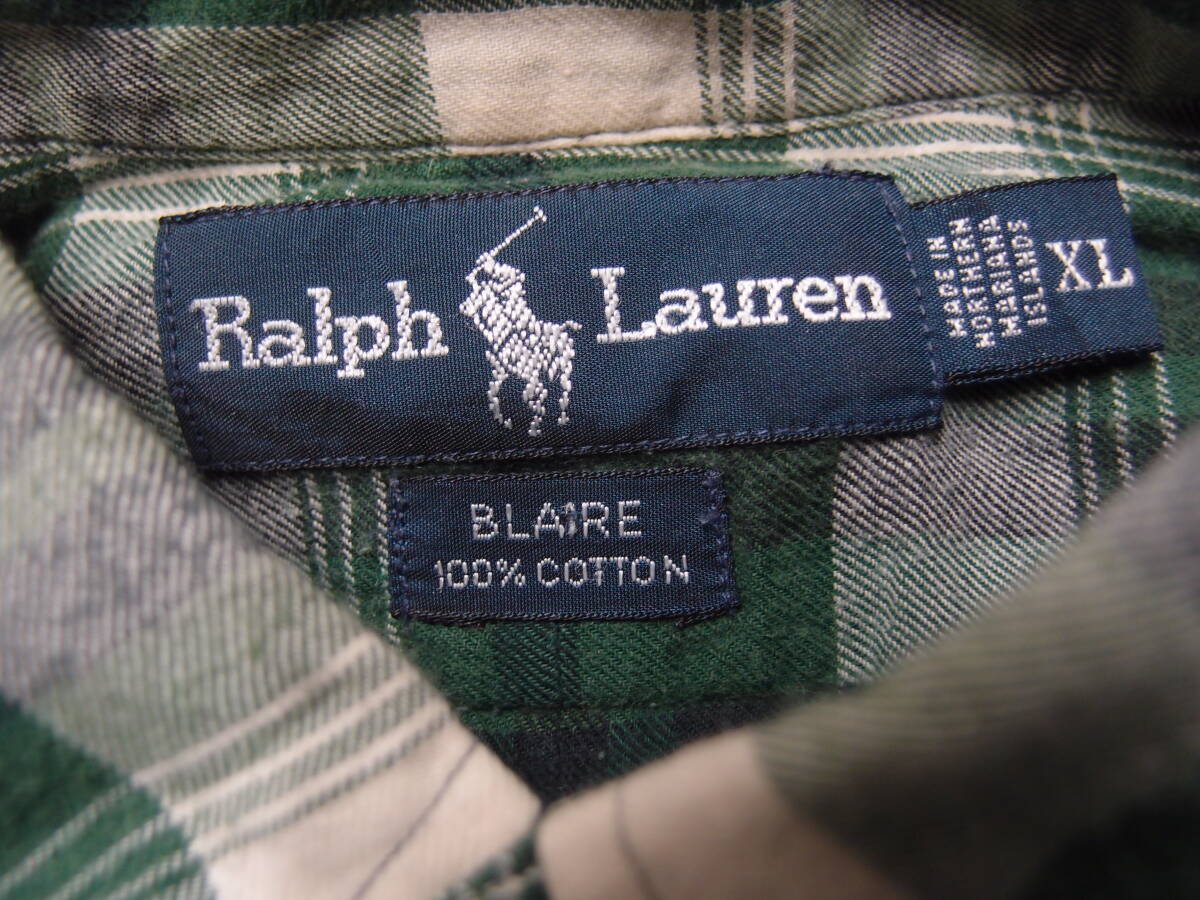 Ralph Lauren
MADE IN
NORTHERN
MARIANA
ISLANDS
XL
BLAIRE
100% COTTON